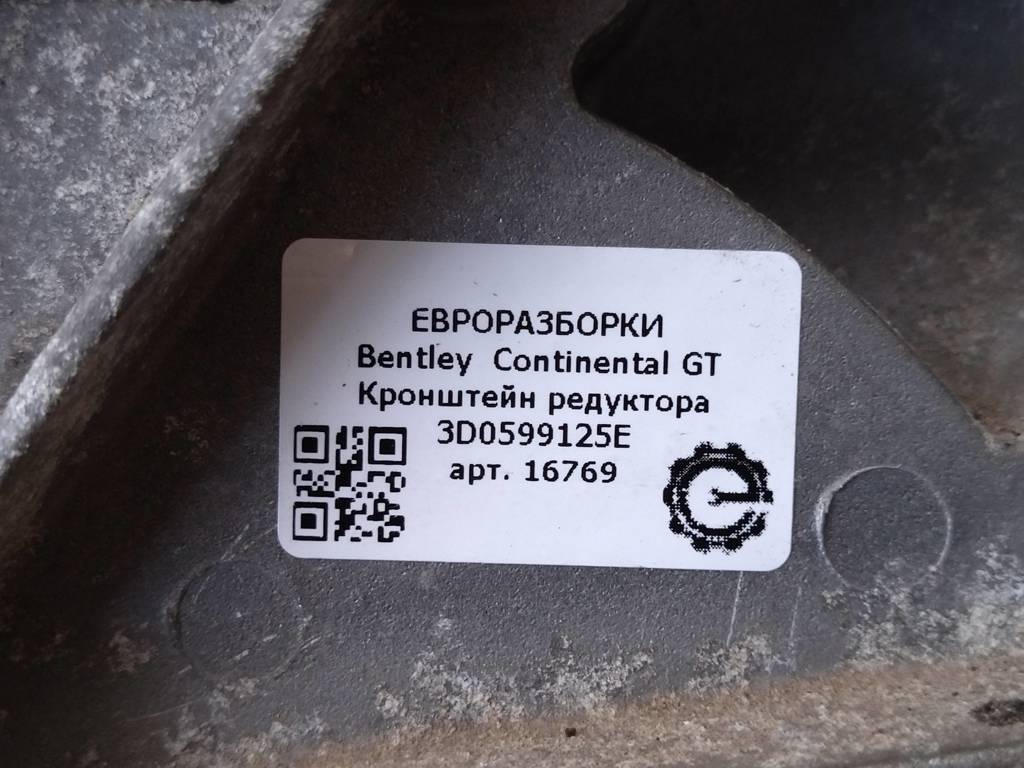 ЕВРОРАЗБОРКИ
Bentley Continental GT
Кронштейн редуктора
3D0599125E
арт. 16769